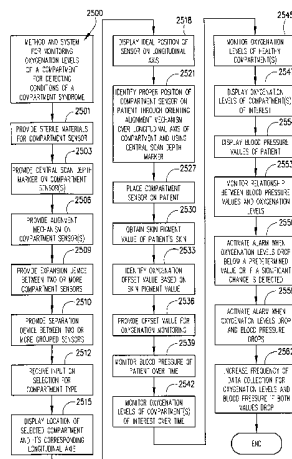 2500
METHOD AND SYSTEM
FOR MONITORING
OXYGENATION LEVELS
OF A COMPARTMENT
FOR DETECTING
CONDITIONS OF A
COMPARTMENT SYNDROME
2501
PROVIDE STERILE MATERIALS
FOR COMPARTMENT SENSOR
2503
PROVIDE CENTRAL SCAN DEPTH
MARKER ON COMPARTMENT
SENSOR(S)
2506
PROVIDE ALIGNMENT
MECHANISM ON
COMPARTMENT SENSOR(S)
2509
PROVIDE EXPANSION DEVICE
BETWEEN TWO OR MORE
COMPARTMENT SENSORS
2510
PROVIDE SEPARATION
DEVICE BETWEEN TWO
OR MORE GROUPED SENSORS
2512
RECEIVE INPUT ON
SELECTION FOR
COMPARTMENT TYPE
2515
DISPLAY LOCATION OF
SELECTED COMPARTMENT
AND ITS CORRESPONDING
LONGITUDINAL AXIS
2518
DISPLAY IDEAL POSITION OF
SENSOR ON LONGITUDINAL
AXIS
2521
IDENTIFY PROPER POSITION
OF COMPARTMENT SENSOR ON
PATIENT THROUGH ORIENTING
ALIGNMENT MECHANISM
OVER LONGITUDINAL AXIS OF
COMPARTMENT AND USING
CENTRAL SCAN DEPTH
MARKER
2527
PLACE COMPARTMENT
SENSOR ON PATIENT
2530
OBTAIN SKIN PIGMENT
VALUE OF PATIENT'S SKIN
2533
IDENTIFY OXYGENATION
OFFSET VALUE BASED ON
SKIN PIGMENT VALUE
2536
PROVIDE OFFSET VALUE FOR
OXYGENATION MONITORING
2539
MONITOR BLOOD PRESSURE OF
PATIENT OVER TIME
2542
MONITOR OXYGENATION
LEVELS OF COMPARTMENT(S)
OF INTEREST OVER TIME
2545
MONITOR OXYGENATION
LEVELS OF HEALTHY
COMPARTMENT(S)
DISPLAY OXYGENATION
LEVELS OF COMPARTMENT(S)
OF INTEREST
DISPLAY BLOOD PRESSURE
VALUES OF PATIENT
2553
MONITOR RELATIONSHIP
BETWEEN BLOOD PRESSURE
VALUES AND OXYGENATION
LEVELS
ACTIVATE ALARM WHEN
OXYGENATION LEVELS DROP
BELOW A PREDETERMINED
VALUE OR IF A SIGNIFICANT
CHANGE IS DETECTED
ACTIVATE ALARM WHEN
OXYGENATION LEVELS DROP
AND BLOOD PRESSURE
DROPS
INCREASE FREQUENCY OF
DATA COLLECTION FOR
OXYGENATION LEVELS AND
BLOOD PRESSURE IF BOTH
VALUES DROP
END